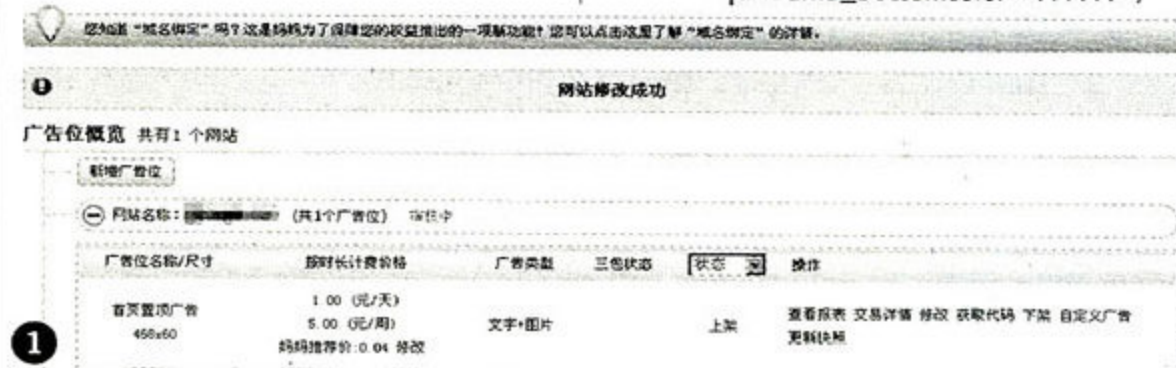 您知道“域名绑定”吗？这是妈妈为了保障您的权益推出的一项新功能！您可以点击这里了解“域名绑定”的详情。
网站修改成功
广告位概览 共有1 个网站
新增广告位
网站名称： (共1个广告位) 审核中
广告位名称/尺寸 按时长计费价格 广告类型 三包状态 状态 操作
首页置顶广告
468x60
1.00 (元/天)
5.00 (元/周)
妈妈推荐价:0.04 修改
文字+图片
上架
查看报表 交易详情 修改 获取代码 下架 自定义广告
更新快照
1